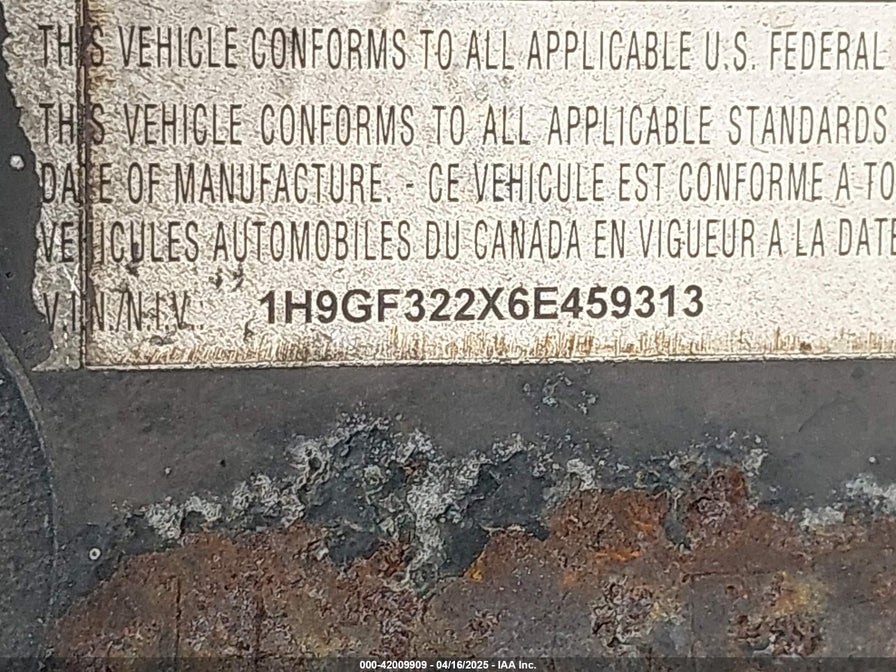 THIS VEHICLE CONFORMS TO ALL APPLICABLE U.S. FEDERAL
THIS VEHICLE CONFORMS TO ALL APPLICABLE STANDARDS
DATE OF MANUFACTURE. - CE VEHICULE EST CONFORME A TO
VEHICULES AUTOMOBILES DU CANADA EN VIGUEUR A LA DATE
V.I.N./N.I.V.: 1H9GF322X6E459313
000-42009909 - 04/16/2025 - IAA Inc.